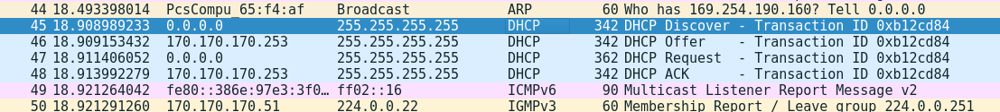 44 18.493398014 PcsCompu_65:f4:af Broadcast ARP 60 Who has 169.254.190.160? Tell 0.0.0.0
45 18.908989233 0.0.0.0 255.255.255.255 DHCP 342 DHCP Discover - Transaction ID 0xb12cd84
46 18.909153432 170.170.170.253 255.255.255.255 DHCP 342 DHCP Offer - Transaction ID 0xb12cd84
47 18.911406052 0.0.0.0 255.255.255.255 DHCP 362 DHCP Request - Transaction ID 0xb12cd84
48 18.913992279 170.170.170.253 255.255.255.255 DHCP 342 DHCP ACK - Transaction ID 0xb12cd84
49 18.921264042 fe80::386e:97e3:3f0… ff02::16 ICMPv6 90 Multicast Listener Report Message v2
50 18.921291260 170.170.170.51 224.0.0.22 IGMPv3 60 Membership Report / Leave group 224.0.0.251